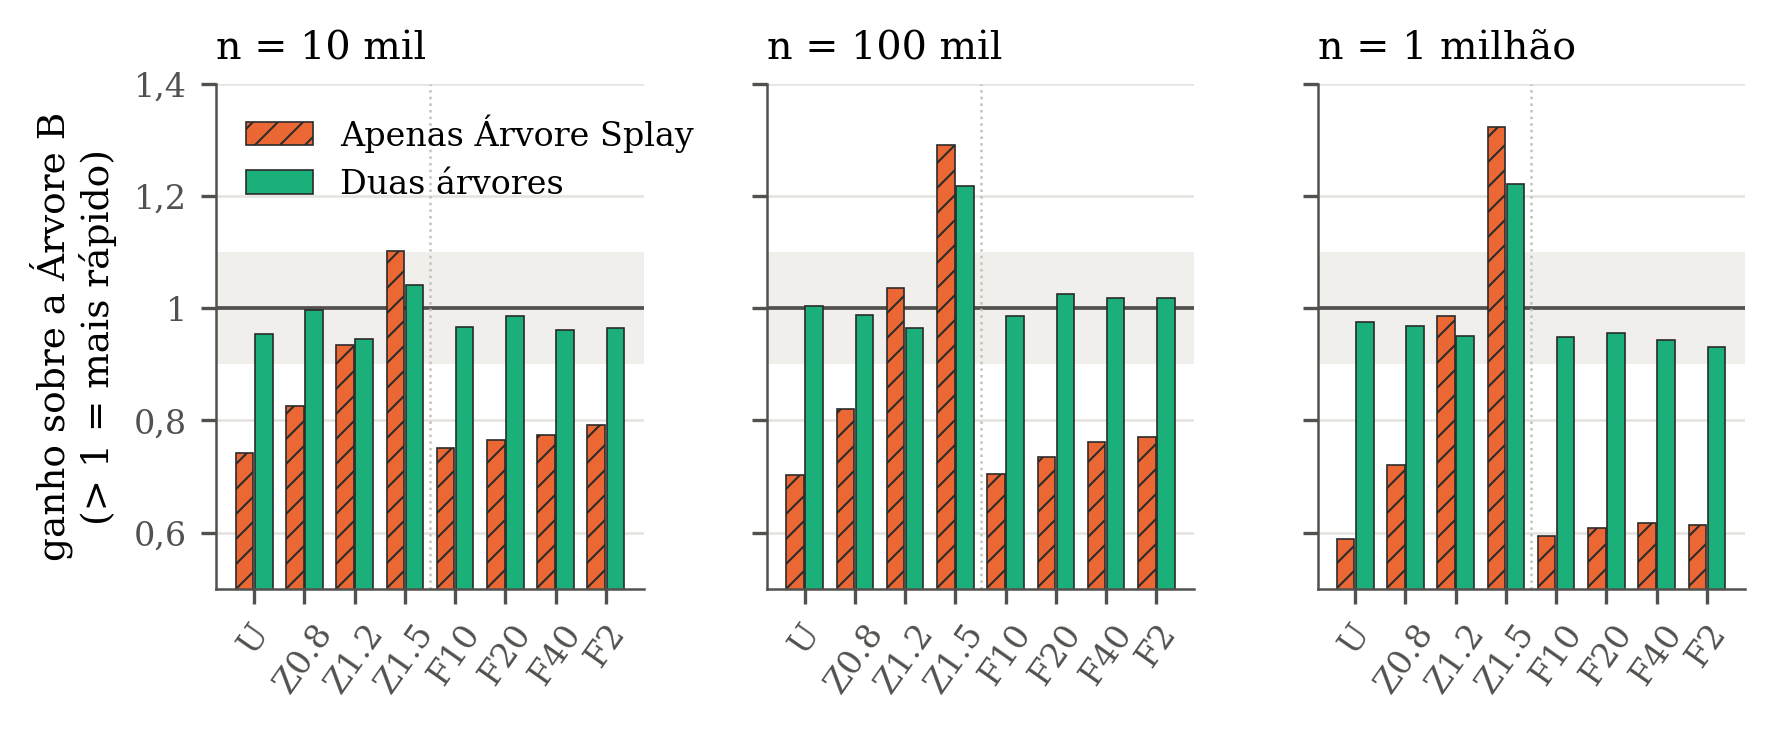 n = 10 mil
n = 100 mil
n = 1 milhão
ganho sobre a Árvore B
(> 1 = mais rápido)
1,4
1,2
1
0,8
0,6
Apenas Árvore Splay
Duas árvores
U
Z0.8
Z1.2
Z1.5
F10
F20
F40
F2
U
Z0.8
Z1.2
Z1.5
F10
F20
F40
F2
U
Z0.8
Z1.2
Z1.5
F10
F20
F40
F2